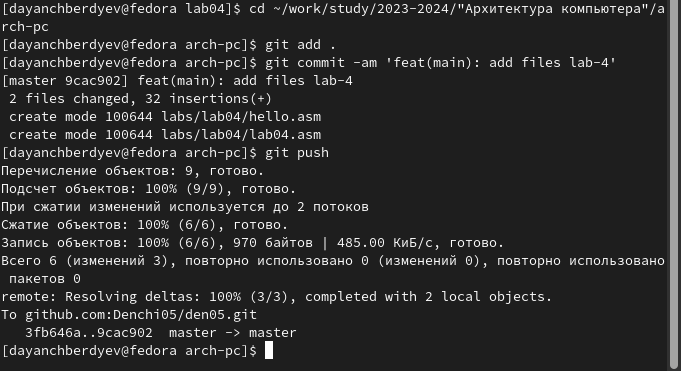 [dayanchberdyev@fedora lab04]$ cd ~/work/study/2023-2024/"Архитектура компьютера"/a
rch-pc
[dayanchberdyev@fedora arch-pc]$ git add .
[dayanchberdyev@fedora arch-pc]$ git commit -am 'feat(main): add files lab-4'
[master 9cac902] feat(main): add files lab-4
 2 files changed, 32 insertions(+)
 create mode 100644 labs/lab04/hello.asm
 create mode 100644 labs/lab04/lab04.asm
[dayanchberdyev@fedora arch-pc]$ git push
Перечисление объектов: 9, готово.
Подсчет объектов: 100% (9/9), готово.
При сжатии изменений используется до 2 потоков
Сжатие объектов: 100% (6/6), готово.
Запись объектов: 100% (6/6), 970 байтов | 485.00 КиБ/с, готово.
Всего 6 (изменений 3), повторно использовано 0 (изменений 0), повторно использовано
 пакетов 0
remote: Resolving deltas: 100% (3/3), completed with 2 local objects.
To github.com:Denchi05/den05.git
   3fb646a..9cac902  master -> master
[dayanchberdyev@fedora arch-pc]$